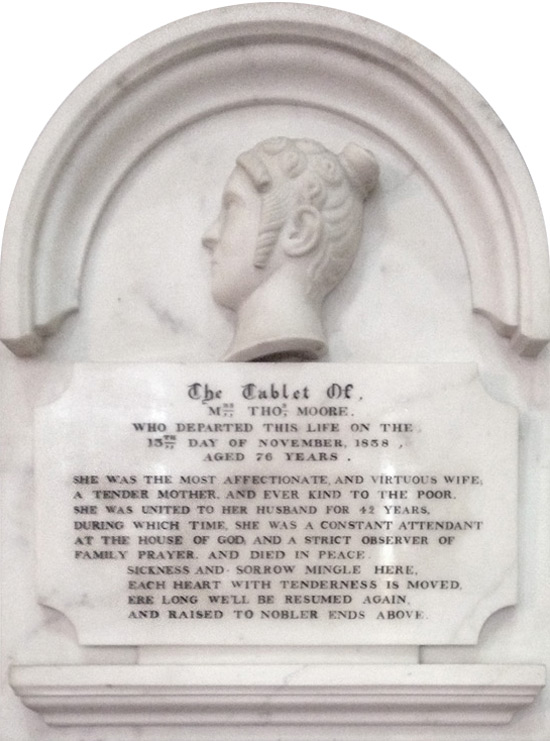 The Tablet Of,
Mrs THOs MOORE.
WHO DEPARTED THIS LIFE ON THE
15TH DAY OF NOVEMBER, 1838,
AGED 76 YEARS.
SHE WAS THE MOST AFFECTIONATE, AND VIRTUOUS WIFE,
A TENDER MOTHER, AND EVER KIND TO THE POOR.
SHE WAS UNITED TO HER HUSBAND FOR 42 YEARS,
DURING WHICH TIME, SHE WAS A CONSTANT ATTENDANT
AT THE HOUSE OF GOD, AND A STRICT OBSERVER OF
FAMILY PRAYER. AND DIED IN PEACE.
SICKNESS AND SORROW MINGLE HERE,
EACH HEART WITH TENDERNESS IS MOVED,
ERE LONG WE'LL BE RESUMED AGAIN,
AND RAISED TO NOBLER ENDS ABOVE.